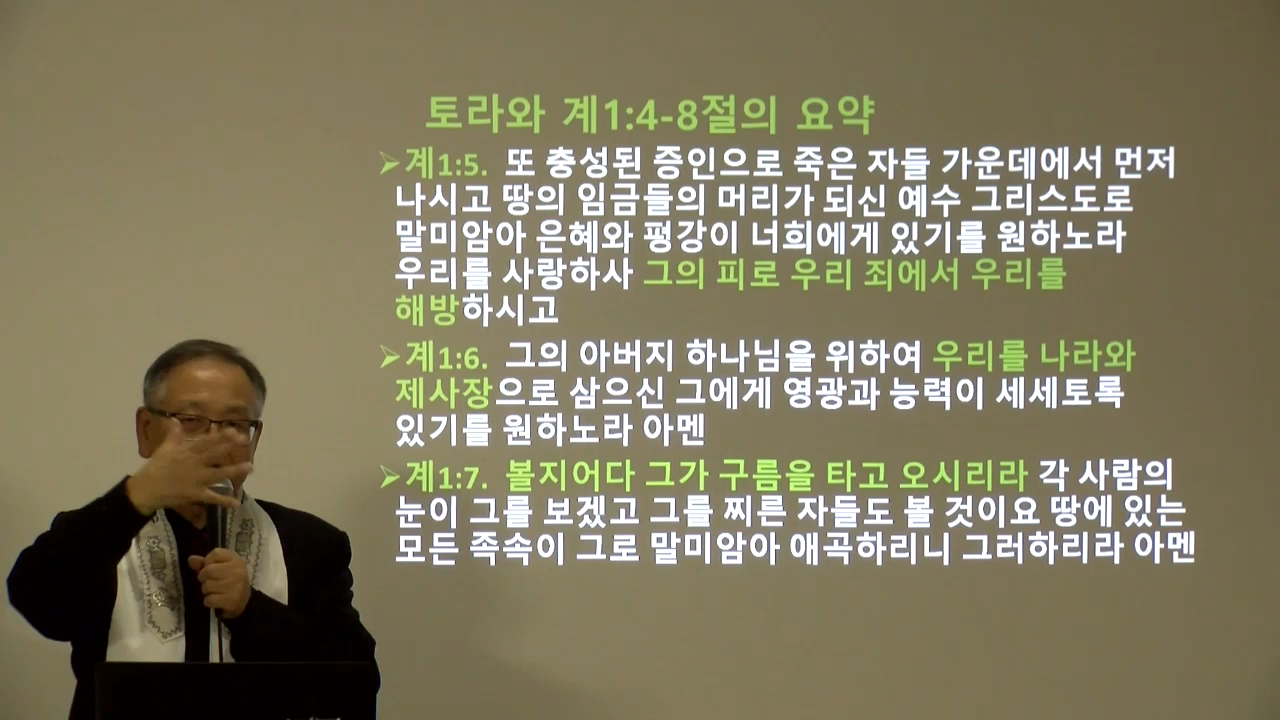 토라와 계1:4-8절의 요약
➢계1:5. 또 충성된 증인으로 죽은 자들 가운데에서 먼저
나시고 땅의 임금들의 머리가 되신 예수 그리스도로
말미암아 은혜와 평강이 너희에게 있기를 원하노라
우리를 사랑하사 그의 피로 우리 죄에서 우리를
해방하시고
➢계1:6. 그의 아버지 하나님을 위하여 우리를 나라와
제사장으로 삼으신 그에게 영광과 능력이 세세토록
있기를 원하노라 아멘
➢계1:7. 볼지어다 그가 구름을 타고 오시리라 각 사람의
눈이 그를 보겠고 그를 찌른 자들도 볼 것이요 땅에 있는
모든 족속이 그로 말미암아 애곡하리니 그러하리라 아멘